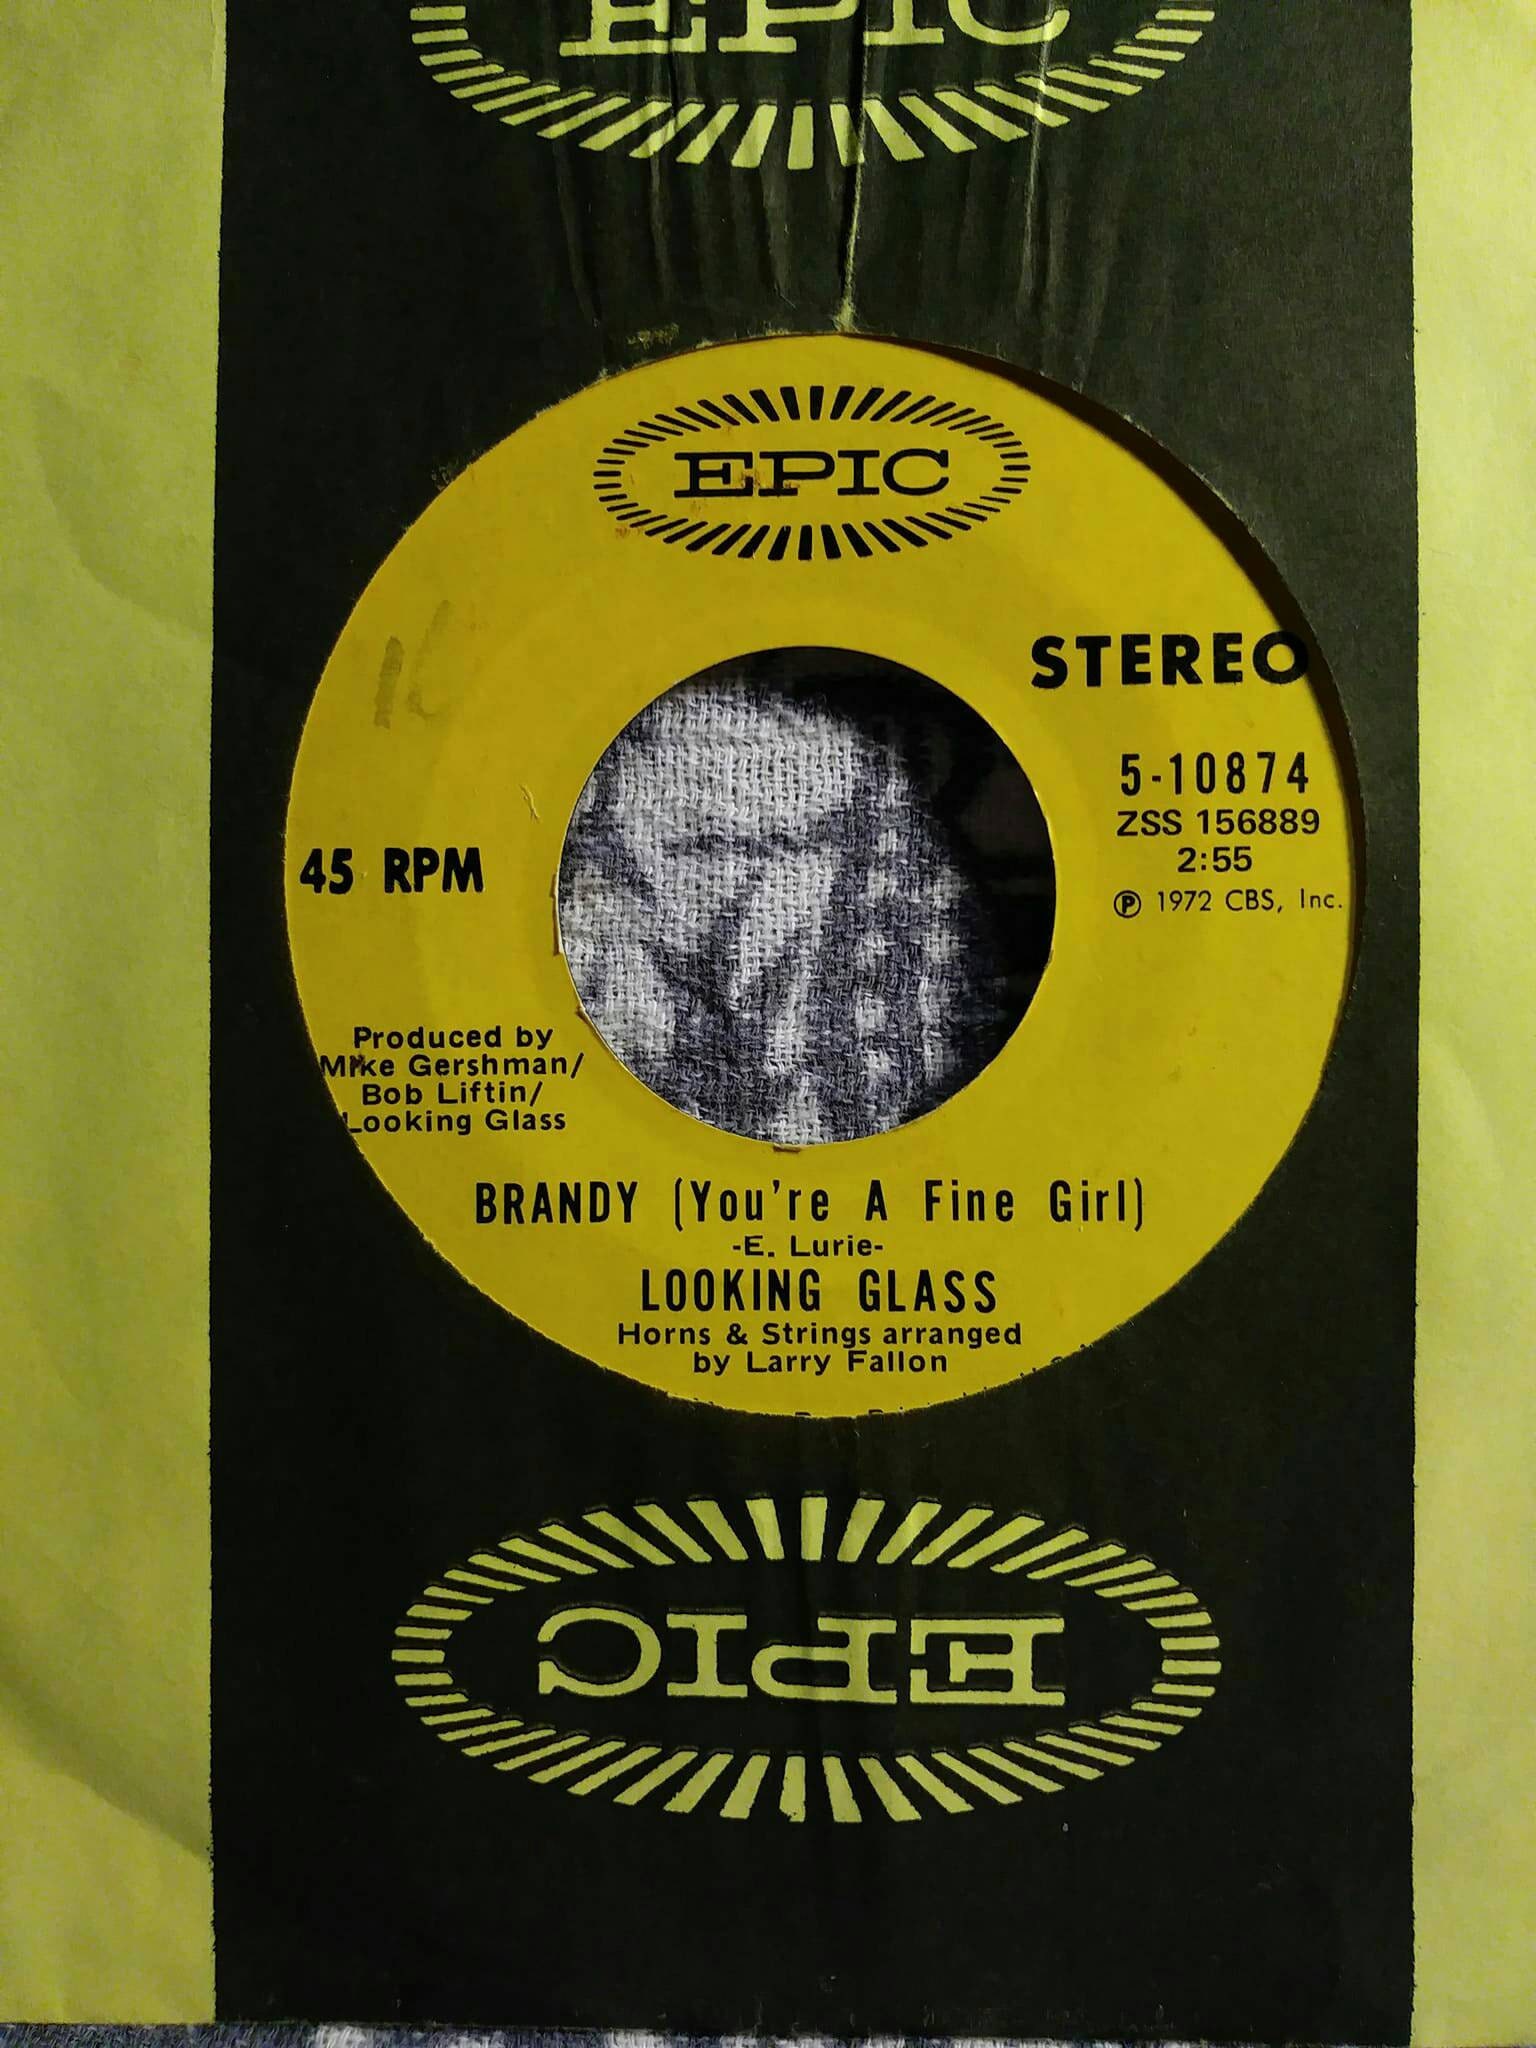 EPIC
EPIC
STEREO
5-10874
ZSS 156889
2:55
℗ 1972 CBS, Inc.
45 RPM
Produced by
Mike Gershman/
Bob Liftin/
Looking Glass
BRANDY (You're A Fine Girl)
-E. Lurie-
LOOKING GLASS
Horns & Strings arranged
by Larry Fallon
EPIC